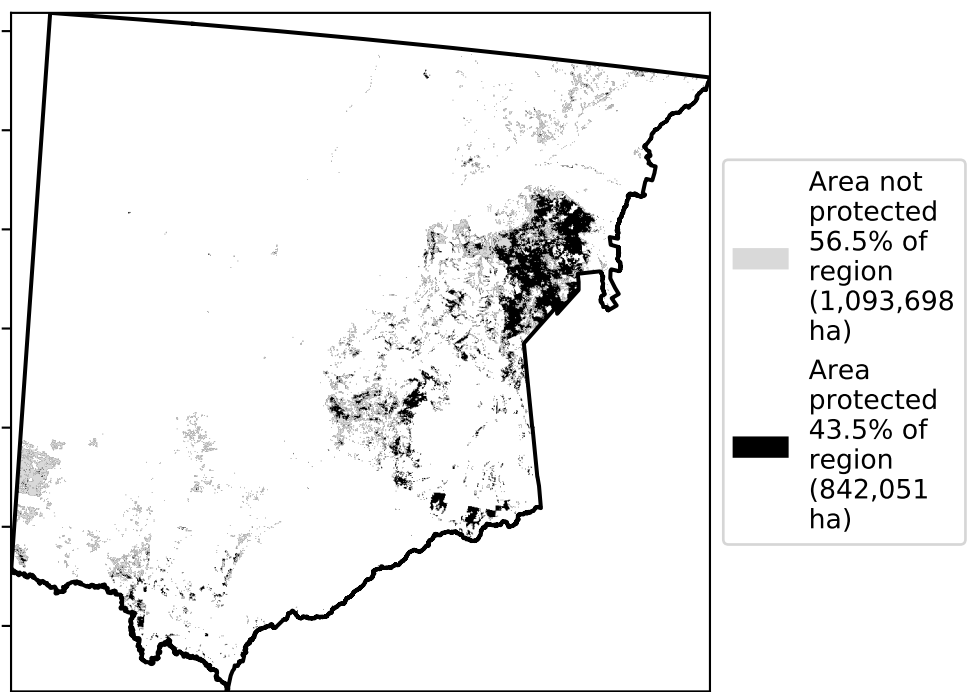 Area not
protected
56.5% of
region
(1,093,698
ha)
Area
protected
43.5% of
region
(842,051
ha)